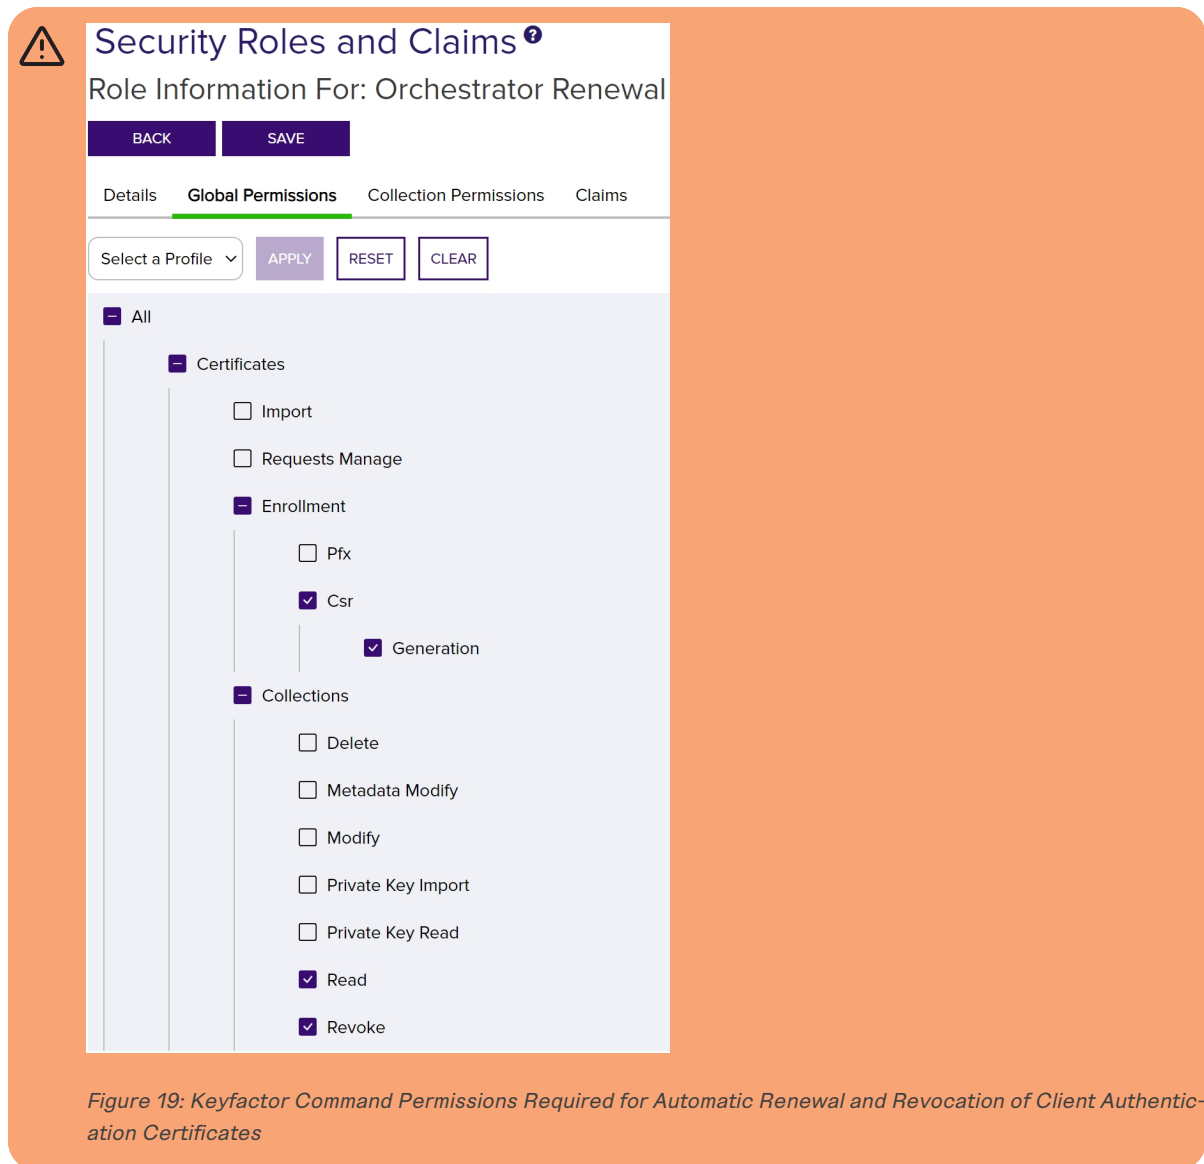 Security Roles and Claims ?
Role Information For: Orchestrator Renewal
BACK SAVE
Details Global Permissions Collection Permissions Claims
Select a Profile APPLY RESET CLEAR
All
Certificates
Import
Requests Manage
Enrollment
Pfx
Csr
Generation
Collections
Delete
Metadata Modify
Modify
Private Key Import
Private Key Read
Read
Revoke
Figure 19: Keyfactor Command Permissions Required for Automatic Renewal and Revocation of Client Authentic-
ation Certificates